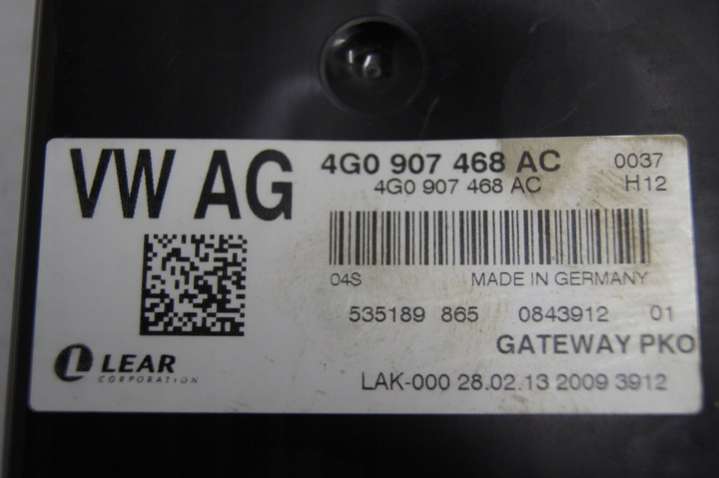 VW AG
4G0 907 468 AC 0037
4G0 907 468 AC H12
04S MADE IN GERMANY
535189 865 0843912 01
GATEWAY PKO
LEAR
CORPORATION
LAK-000 28.02.13 2009 3912